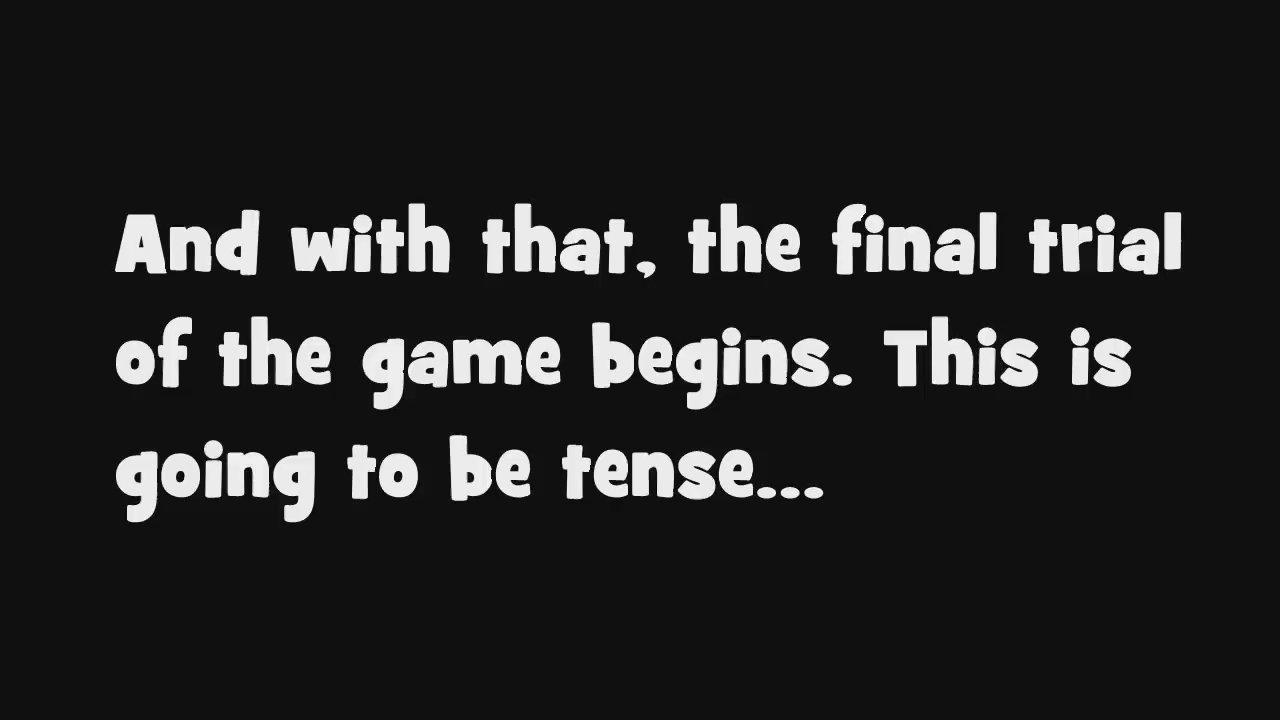 And with that, the final trial
of the game begins. This is
going to be tense...